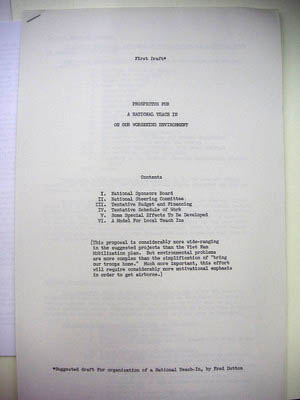 First Draft*
PROSPECTUS FOR
A NATIONAL TEACH IN
ON OUR WORSENING ENVIRONMENT
Contents
I. National Sponsors Board
II. National Steering Committee
III. Tentative Budget and Financing
IV. Tentative Schedule of Work
V. Some Special Effects To Be Developed
VI. A Model For Local Teach Ins
(This proposal is considerably more wide-ranging
in the suggested projects than the Viet Nam
Mobilization plan. But environmental problems
are more complex than the simplification of "bring
our troops home." Much more important, this effort
will require considerably more motivational emphasis
in order to get airborne.)
*Suggested draft for organization of a National Teach-In, by Fred Dutton